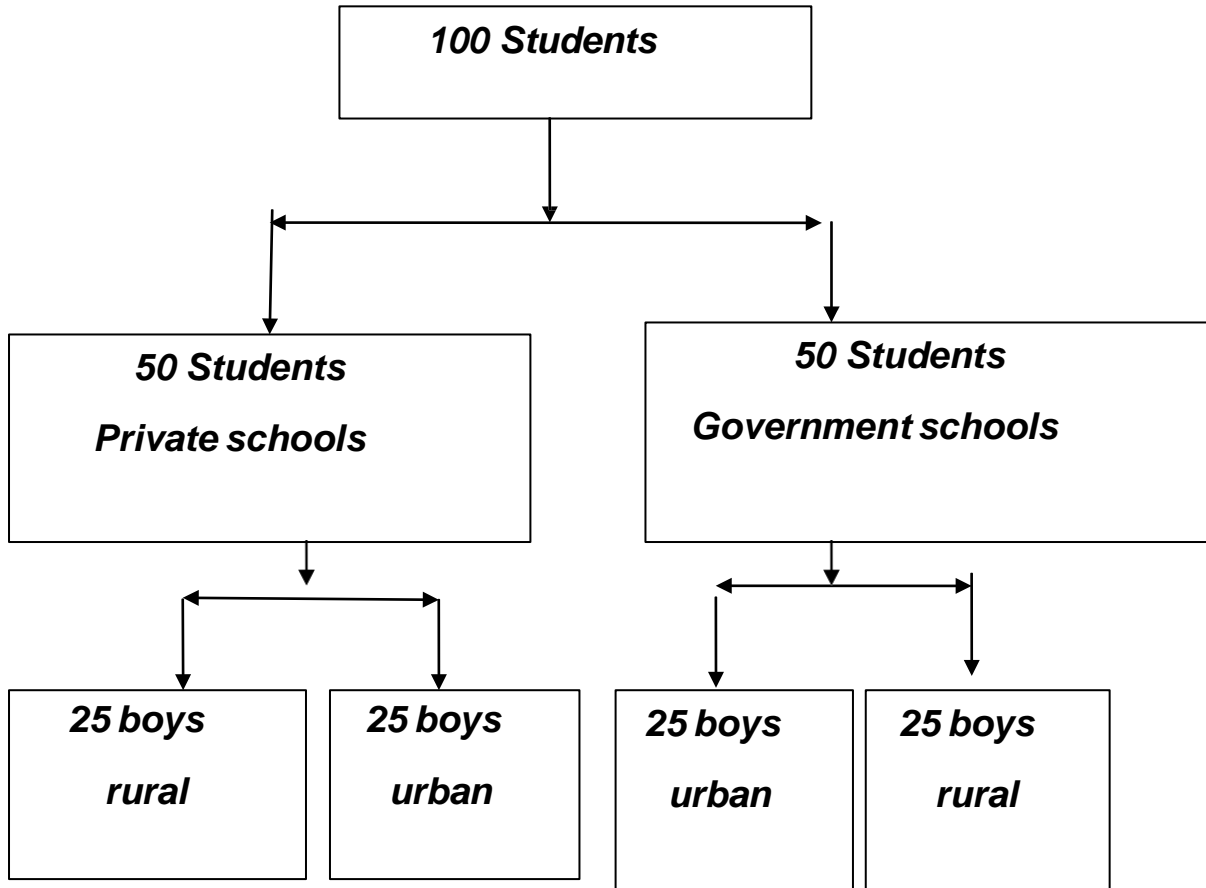 100 Students
50 Students
Private schools
50 Students
Government schools
25 boys
rural
25 boys
urban
25 boys
urban
25 boys
rural